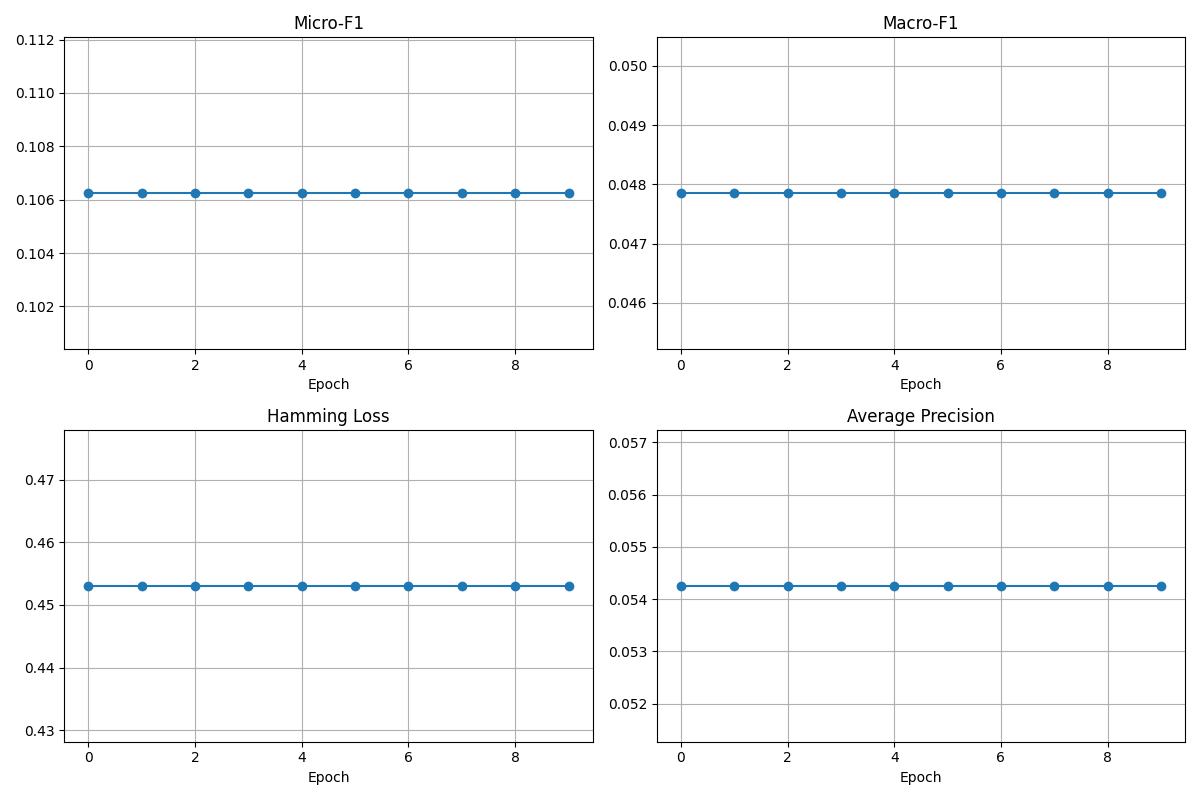 Micro-F1
0.112
0.110
0.108
0.106
0.104
0.102
0 2 4 6 8
Epoch
Macro-F1
0.050
0.049
0.048
0.047
0.046
0 2 4 6 8
Epoch
Hamming Loss
0.47
0.46
0.45
0.44
0.43
0 2 4 6 8
Epoch
Average Precision
0.057
0.056
0.055
0.054
0.053
0.052
0 2 4 6 8
Epoch